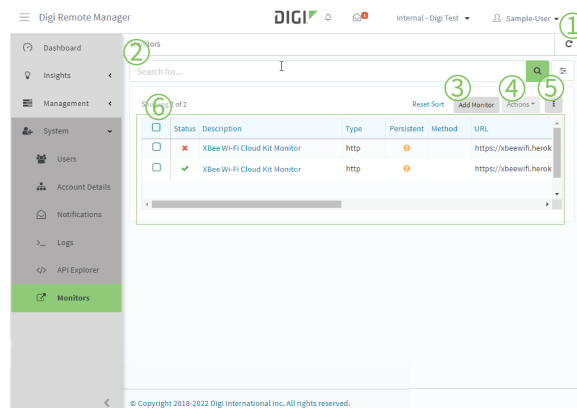 Digi Remote Manager
DIGI
Internal - Digi Test
Sample-User
1
Dashboard
Insights
Management
System
Users
Account Details
Notifications
Logs
API Explorer
Monitors
2
Search for...
3
4
5
6
of 2
Reset Sort
Add Monitor
Actions
Status Description Type Persistent Method URL
XBee Wi-Fi Cloud Kit Monitor http https://xbeewifi.herok
XBee Wi-Fi Cloud Kit Monitor http https://xbeewifi.herok
© Copyright 2018-2022 Digi International Inc. All rights reserved.